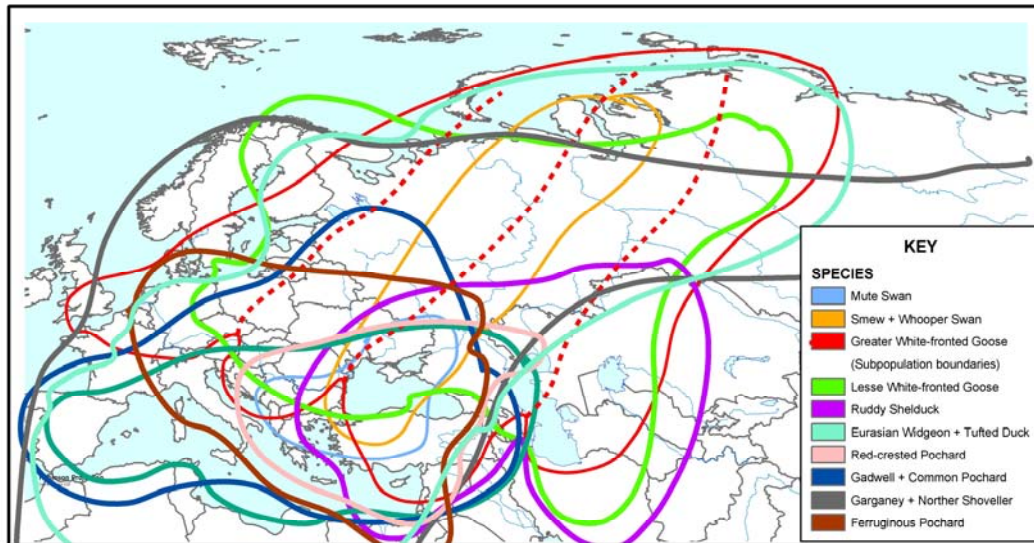 KEY
SPECIES
Mute Swan
Smew + Whooper Swan
Greater White-fronted Goose
(Subpopulation boundaries)
Lesse White-fronted Goose
Ruddy Shelduck
Eurasian Widgeon + Tufted Duck
Red-crested Pochard
Gadwell + Common Pochard
Garganey + Norther Shoveller
Ferruginous Pochard